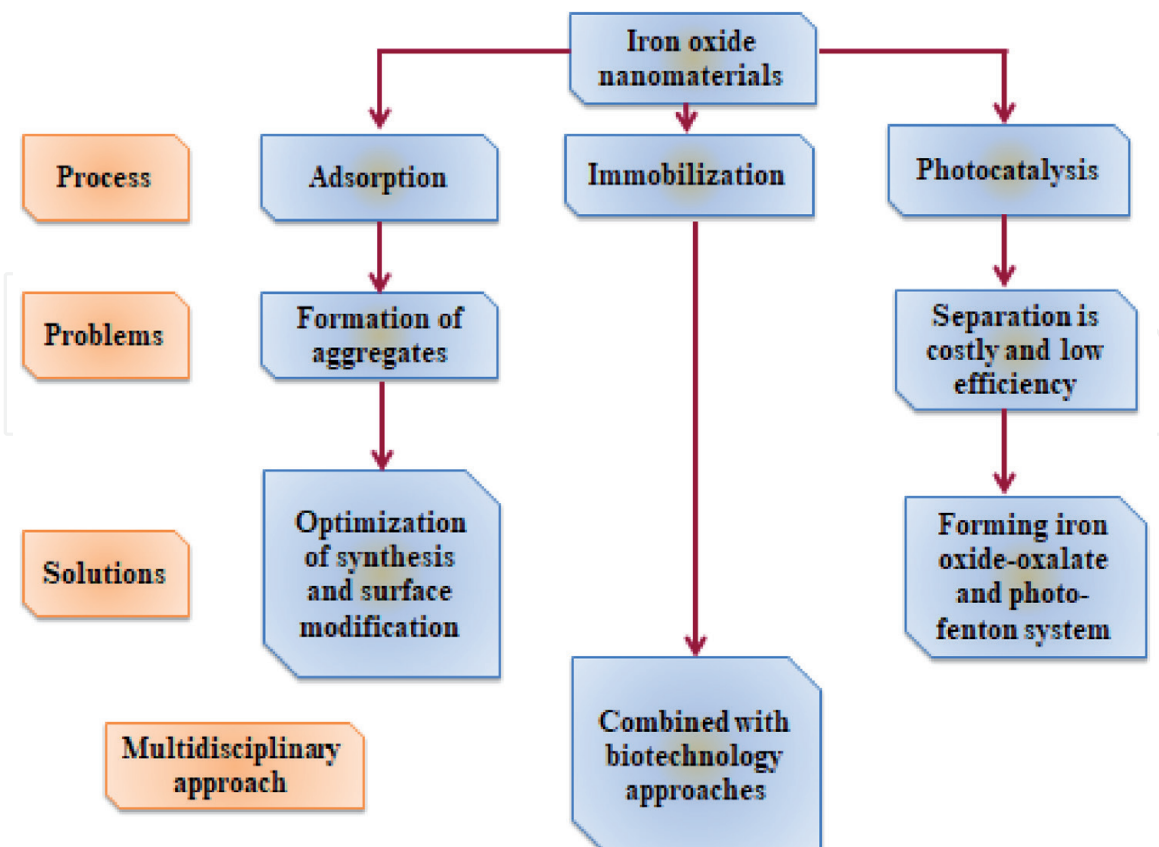 Iron oxide
nanomaterials
Process
Adsorption
Immobilization
Photocatalysis
Problems
Formation of
aggregates
Separation is
costly and low
efficiency
Solutions
Optimization
of synthesis
and surface
modification
Forming iron
oxide-oxalate
and photo-
fenton system
Multidisciplinary
approach
Combined with
biotechnology
approaches